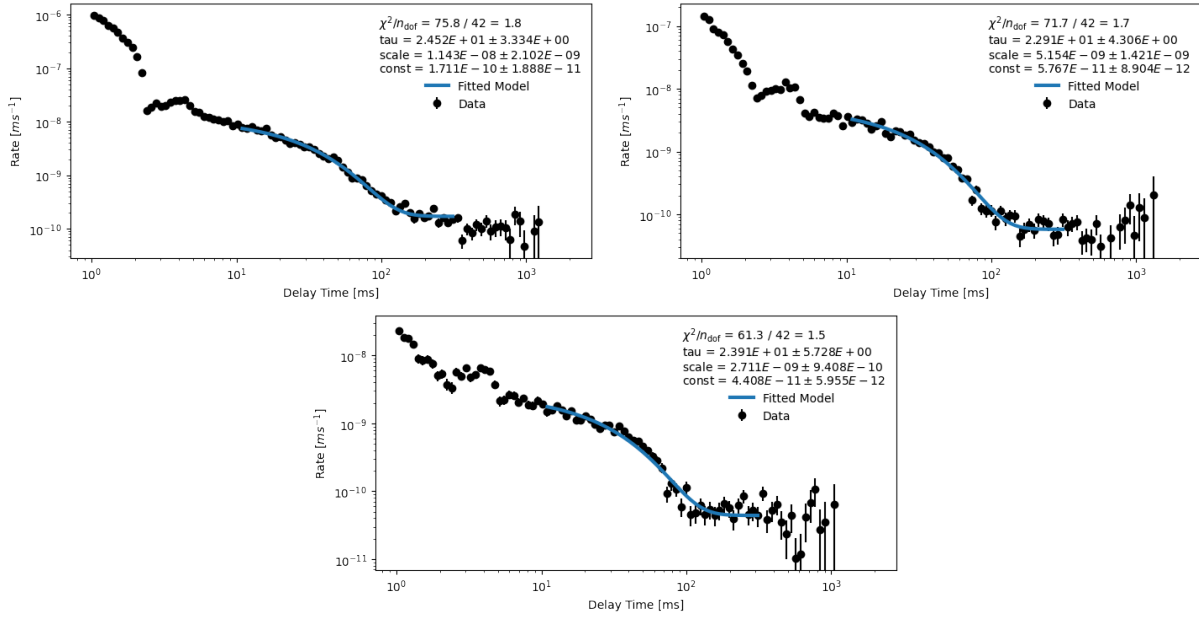 χ²/n_dof = 75.8 / 42 = 1.8
tau = 2.452E + 01 ± 3.334E + 00
scale = 1.143E − 08 ± 2.102E − 09
const = 1.711E − 10 ± 1.888E − 11
Fitted Model
Data
10⁻⁶
10⁻⁷
10⁻⁸
10⁻⁹
10⁻¹⁰
Rate [ms⁻¹]
10⁰ 10¹ 10² 10³
Delay Time [ms]
χ²/n_dof = 71.7 / 42 = 1.7
tau = 2.291E + 01 ± 4.306E + 00
scale = 5.154E − 09 ± 1.421E − 09
const = 5.767E − 11 ± 8.904E − 12
Fitted Model
Data
10⁻⁷
10⁻⁸
10⁻⁹
10⁻¹⁰
Rate [ms⁻¹]
10⁰ 10¹ 10² 10³
Delay Time [ms]
χ²/n_dof = 61.3 / 42 = 1.5
tau = 2.391E + 01 ± 5.728E + 00
scale = 2.711E − 09 ± 9.408E − 10
const = 4.408E − 11 ± 5.955E − 12
Fitted Model
Data
10⁻⁸
10⁻⁹
10⁻¹⁰
10⁻¹¹
Rate [ms⁻¹]
10⁰ 10¹ 10² 10³
Delay Time [ms]